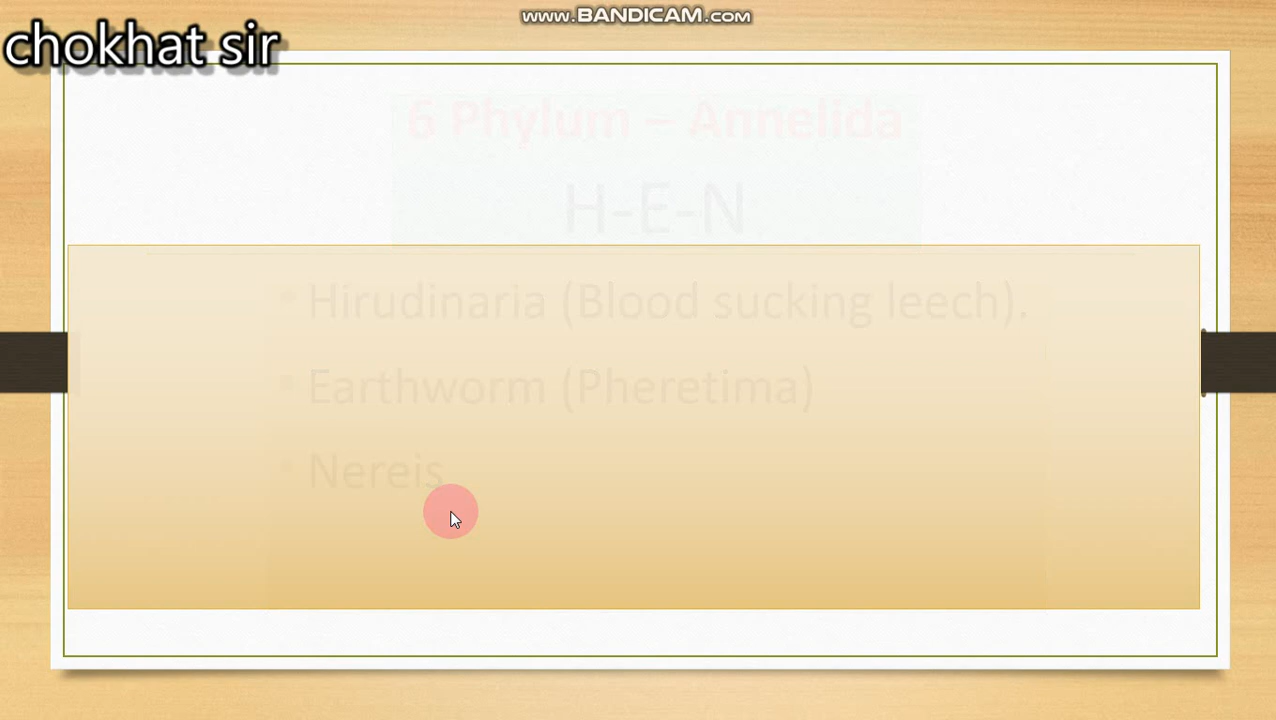 www.BANDICAM.com
chokhat sir
6 Phylum – Annelida
H-E-N
• Hirudinaria (Blood sucking leech).
• Earthworm (Pheretima)
• Nereis